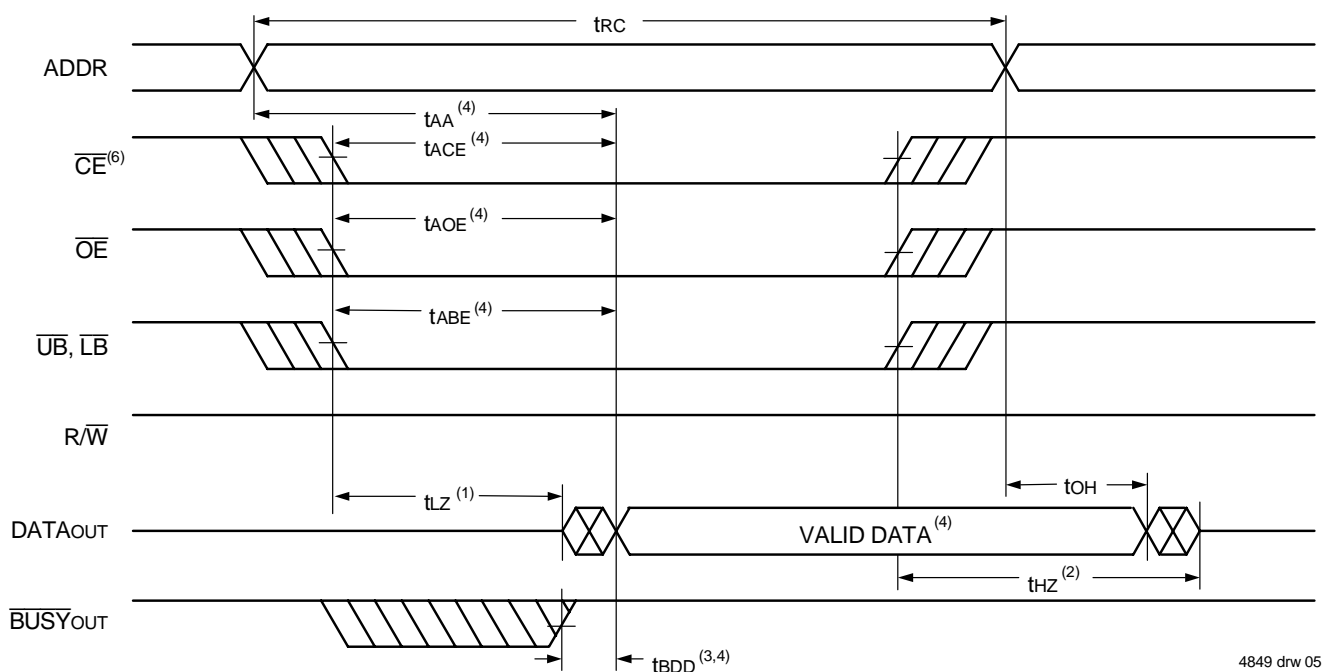 tRC
ADDR
tAA (4)
CE(6)
tACE (4)
OE
tAOE (4)
UB, LB
tABE (4)
R/W
tLZ (1)
tOH
DATAOUT
VALID DATA (4)
tHZ (2)
BUSYOUT
tBDD (3,4)
4849 drw 05